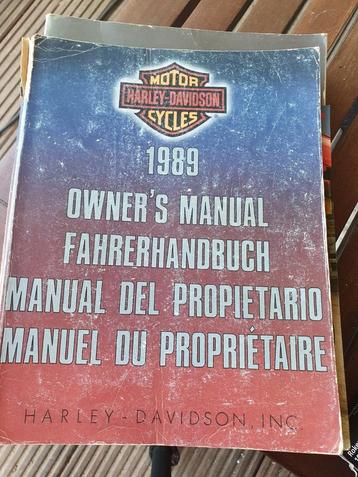 MOTOR
HARLEY-DAVIDSON
CYCLES
1989
OWNER'S MANUAL
FAHRERHANDBUCH
MANUAL DEL PROPIETARIO
MANUEL DU PROPRIÉTAIRE
HARLEY-DAVIDSON, INC.